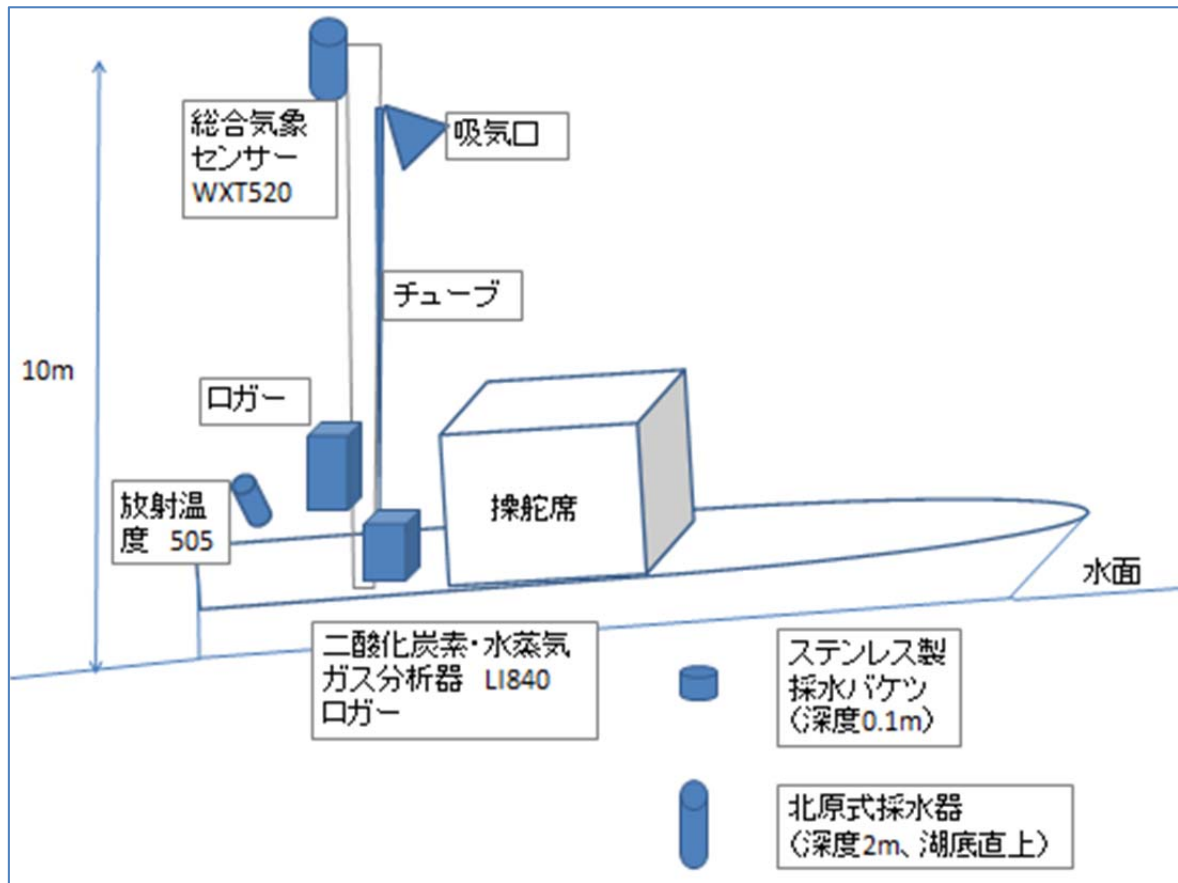 総合気象
センサー
WXT520
吸気口
チューブ
10m
ロガー
放射温
度　505
操舵席
水面
二酸化炭素・水蒸気
ガス分析器　LI840
ロガー
ステンレス製
採水バケツ
（深度0.1m）
北原式採水器
（深度2m、湖底直上）